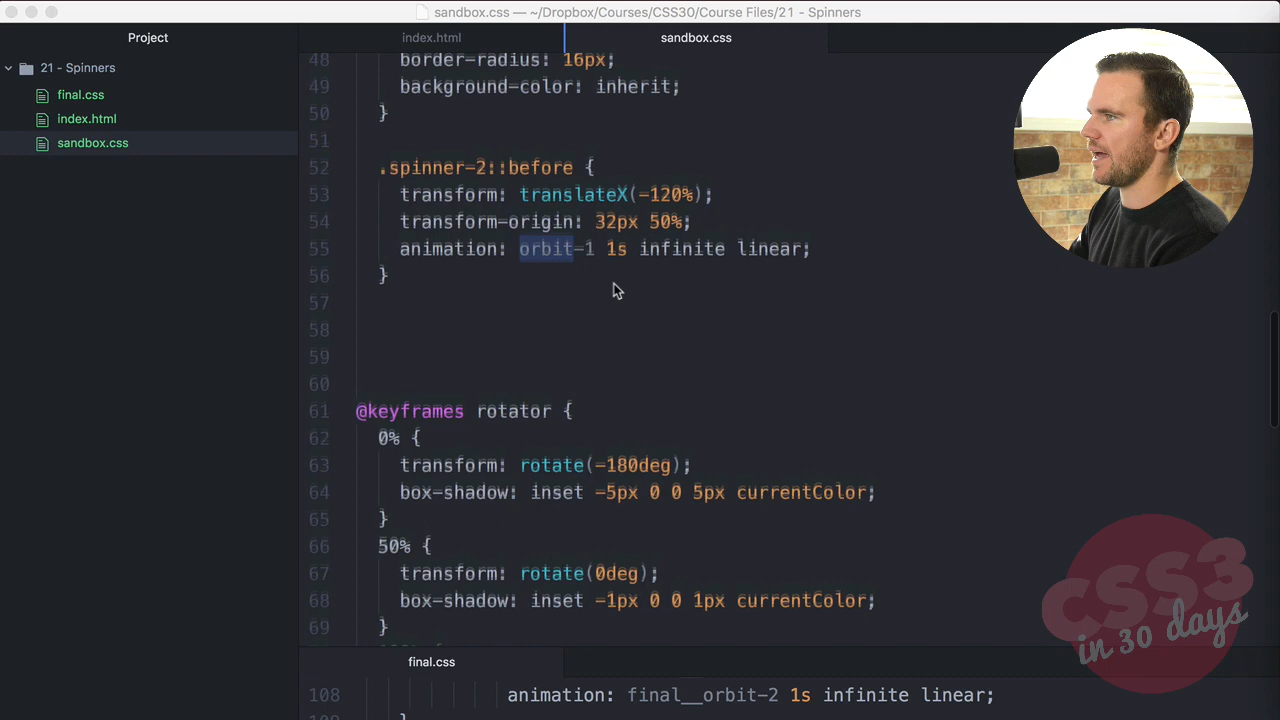 sandbox.css — ~/Dropbox/Courses/CSS30/Course Files/21 - Spinners
Project
index.html
sandbox.css
21 - Spinners
final.css
index.html
sandbox.css
48 border-radius: 16px;
49 background-color: inherit;
50 }
51
52 .spinner-2::before {
53 transform: translateX(-120%);
54 transform-origin: 32px 50%;
55 animation: orbit-1 1s infinite linear;
56 }
57
58
59
60
61 @keyframes rotator {
62 0% {
63 transform: rotate(-180deg);
64 box-shadow: inset -5px 0 0 5px currentColor;
65 }
66 50% {
67 transform: rotate(0deg);
68 box-shadow: inset -1px 0 0 1px currentColor;
69 }
final.css
108 animation: final__orbit-2 1s infinite linear;
CSS3
in 30 days